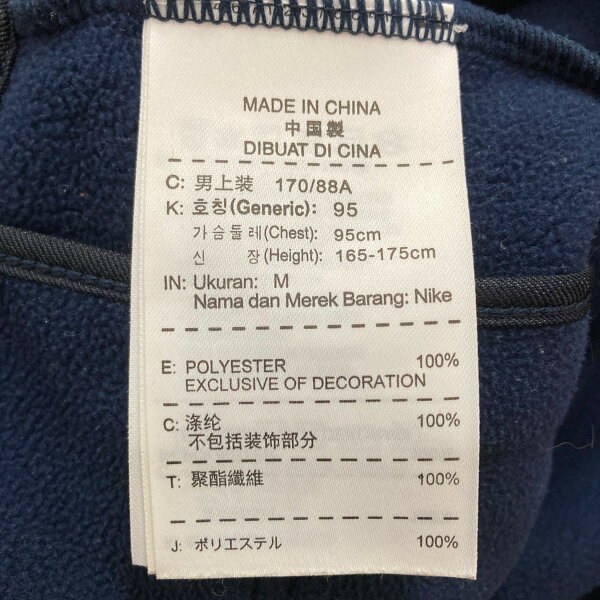 MADE IN CHINA
中国製
DIBUAT DI CINA
C: 男上装 170/88A
K: 호칭(Generic): 95
가슴둘레(Chest): 95cm
신 장(Height): 165-175cm
IN: Ukuran: M
Nama dan Merek Barang: Nike
E: POLYESTER 100%
EXCLUSIVE OF DECORATION
C: 涤纶 100%
不包括装饰部分
T: 聚酯纖維 100%
J: ポリエステル 100%